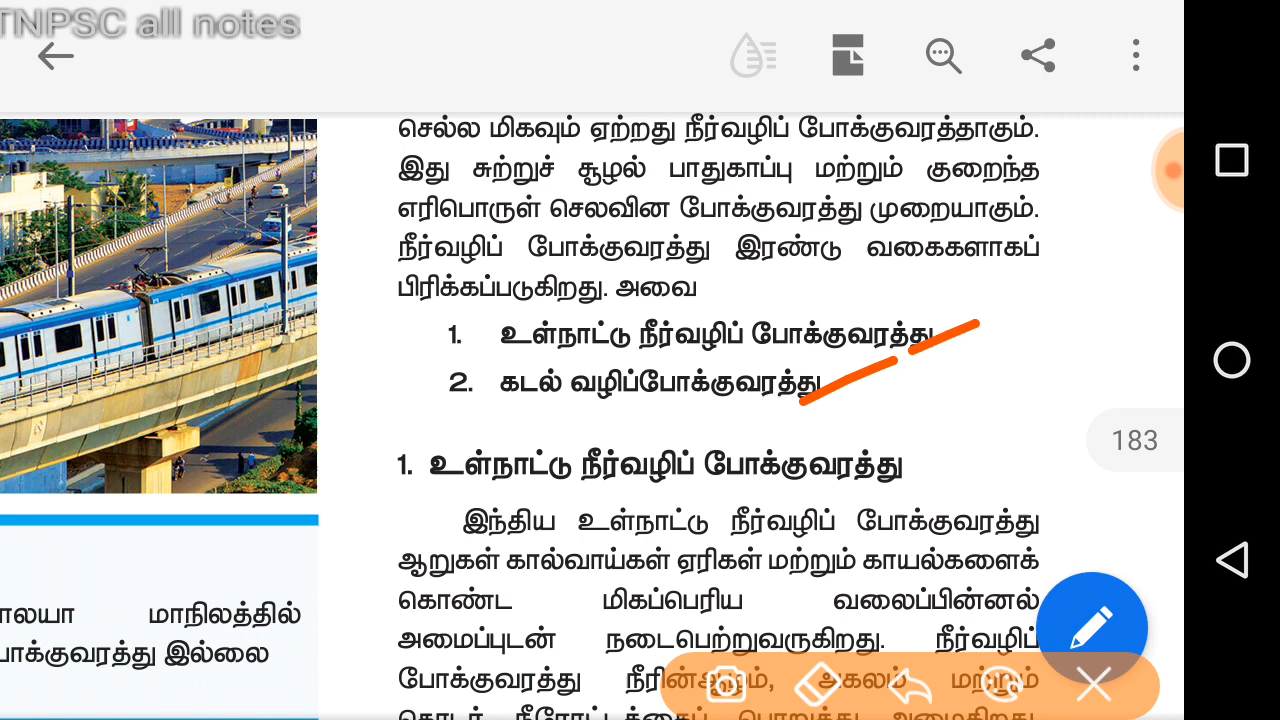 TNPSC all notes
செல்ல மிகவும் ஏற்றது நீர்வழிப் போக்குவரத்தாகும்.
இது சுற்றுச் சூழல் பாதுகாப்பு மற்றும் குறைந்த
எரிபொருள் செலவின போக்குவரத்து முறையாகும்.
நீர்வழிப் போக்குவரத்து இரண்டு வகைகளாகப்
பிரிக்கப்படுகிறது. அவை
1. உள்நாட்டு நீர்வழிப் போக்குவரத்து
2. கடல் வழிப்போக்குவரத்து
183
1. உள்நாட்டு நீர்வழிப் போக்குவரத்து
இந்திய உள்நாட்டு நீர்வழிப் போக்குவரத்து
ஆறுகள் கால்வாய்கள் ஏரிகள் மற்றும் காயல்களைக்
கொண்ட மிகப்பெரிய வலைப்பின்னல்
அமைப்புடன் நடைபெற்றுவருகிறது. நீர்வழிப்
போக்குவரத்து நீரின்ஆழம், அகலம் மற்றும்
மாநிலத்தில்
இல்லை